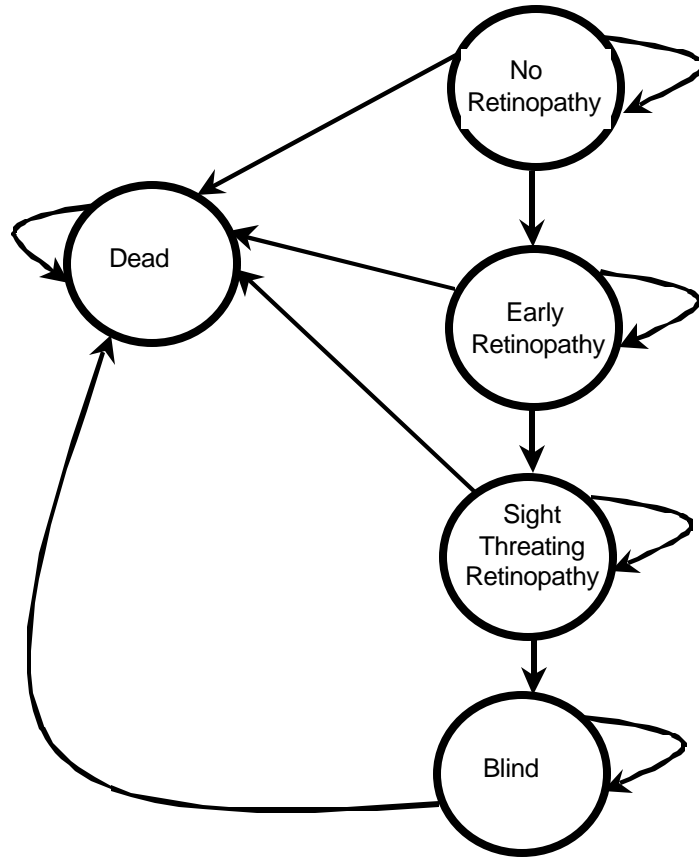 No
Retinopathy
Dead
Early
Retinopathy
Sight
Threating
Retinopathy
Blind